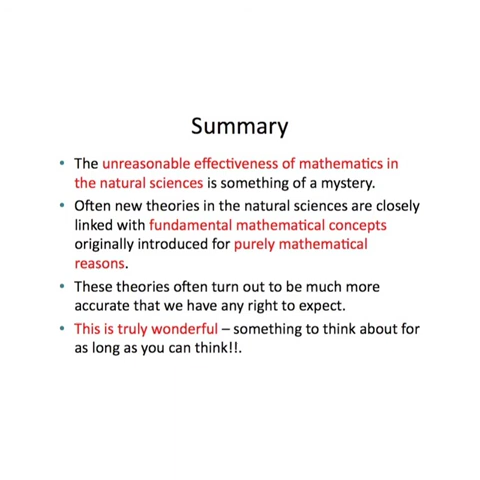 Summary
• The unreasonable effectiveness of mathematics in
the natural sciences is something of a mystery.
• Often new theories in the natural sciences are closely
linked with fundamental mathematical concepts
originally introduced for purely mathematical
reasons.
• These theories often turn out to be much more
accurate that we have any right to expect.
• This is truly wonderful – something to think about for
as long as you can think!!.